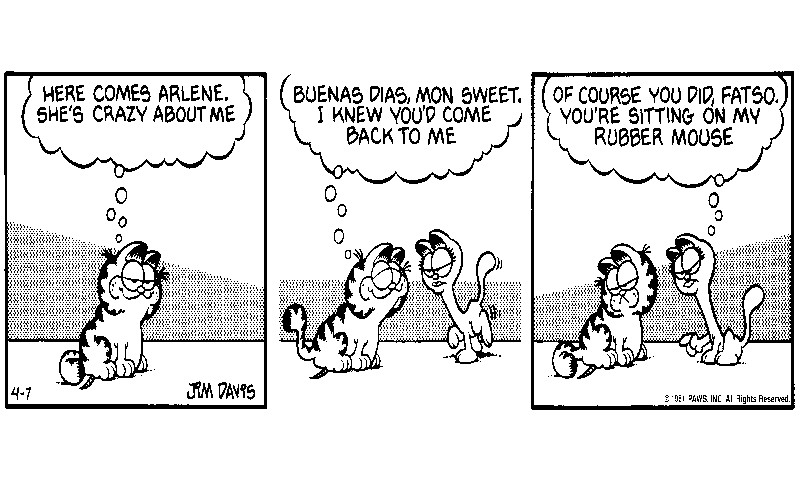 HERE COMES ARLENE.
SHE'S CRAZY ABOUT ME
4-7
JIM DAVIS
BUENAS DIAS, MON SWEET.
I KNEW YOU'D COME
BACK TO ME
OF COURSE YOU DID, FATSO.
YOU'RE SITTING ON MY
RUBBER MOUSE
© 1981 PAWS, INC. All Rights Reserved.